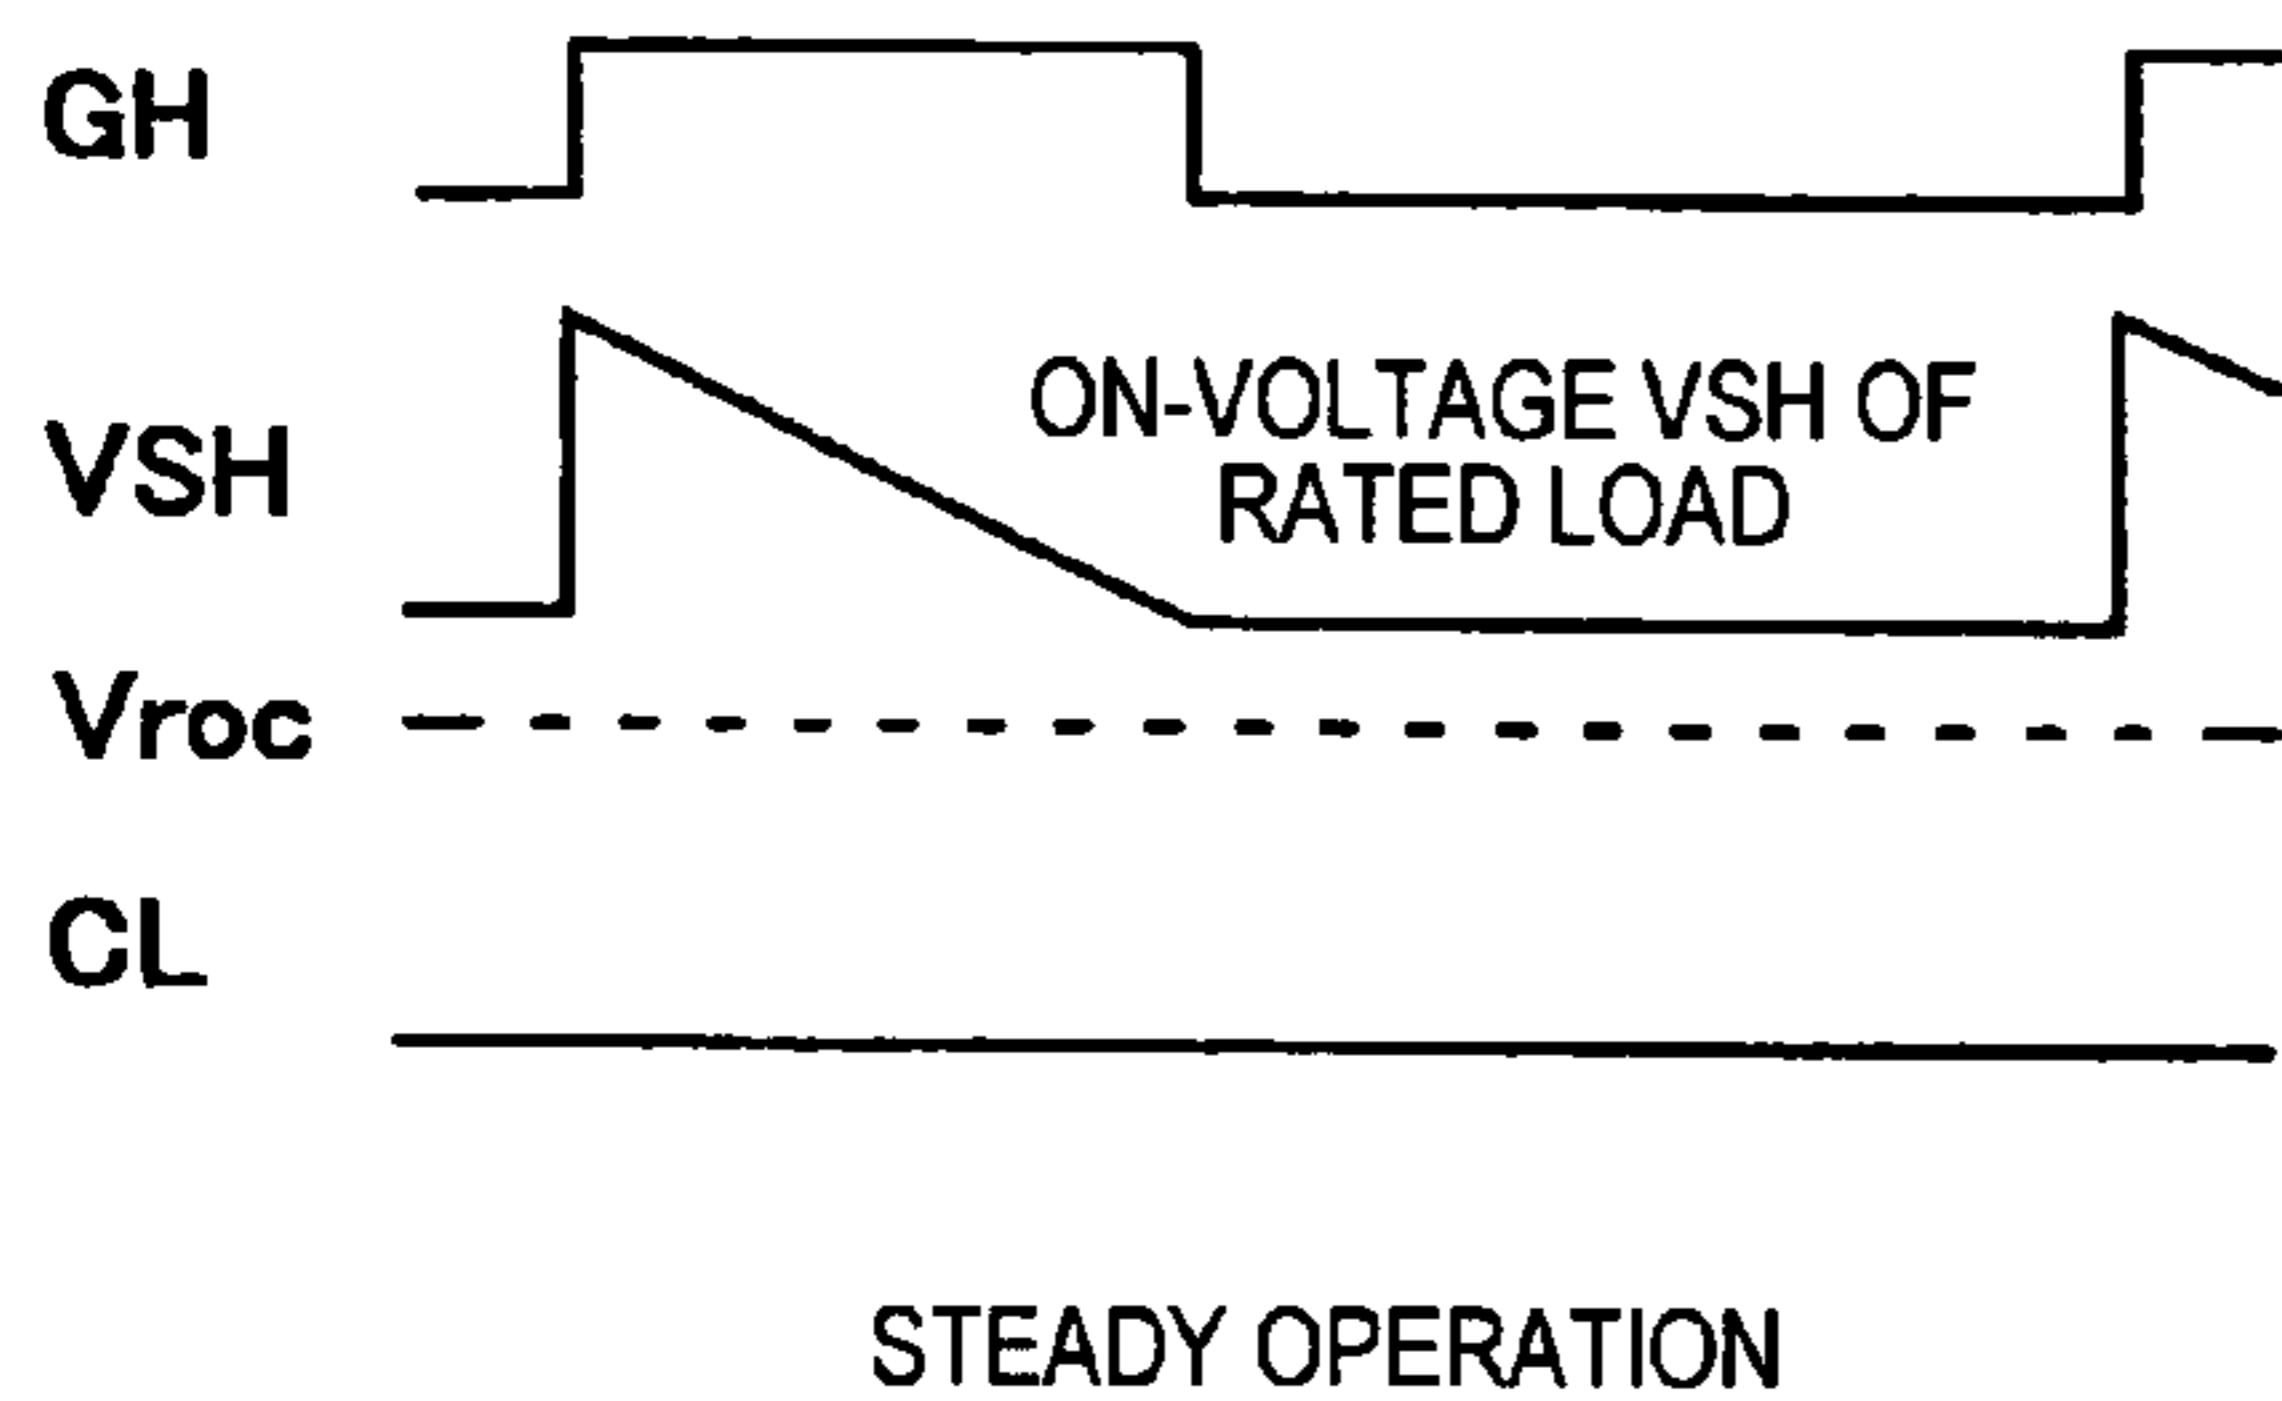 GH
ON-VOLTAGE VSH OF
RATED LOAD
VSH
Vroc
CL
STEADY OPERATION